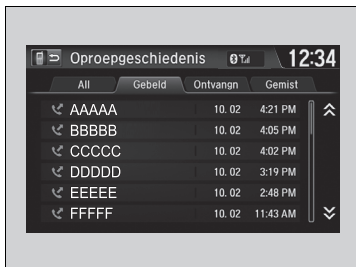 Oproepgeschiedenis 12:34
All Gebeld Ontvangn Gemist
AAAAA 10. 02 4:21 PM
BBBBB 10. 02 4:05 PM
CCCCC 10. 02 4:02 PM
DDDDD 10. 02 3:19 PM
EEEEE 10. 02 2:48 PM
FFFFF 10. 02 11:43 AM